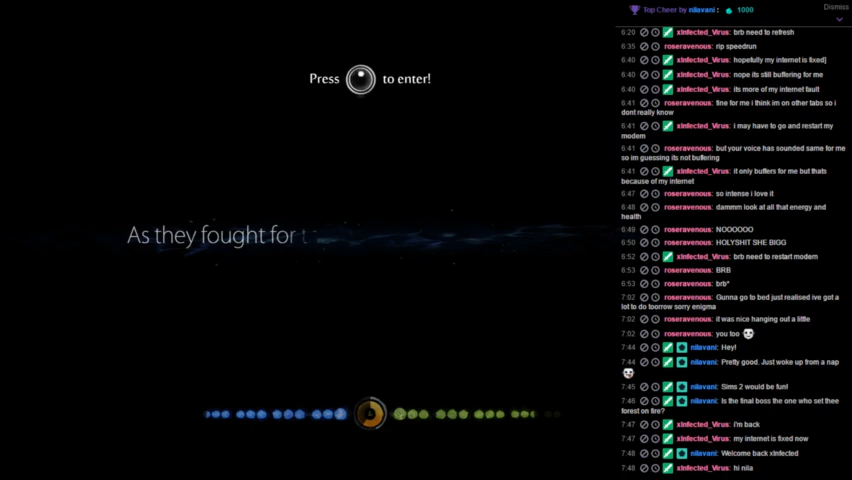 Press to enter!
As they fought for
Top Cheer by nilavani : 1000
Dismiss
6:20 xInfected_Virus: brb need to refresh
6:35 roseravenous: rip speedrun
6:40 xInfected_Virus: hopefully my internet is fixed]
6:40 xInfected_Virus: nope its still buffering for me
6:40 xInfected_Virus: its more of my internet fault
6:41 roseravenous: fine for me i think im on other tabs so i
dont really know
6:41 xInfected_Virus: i may have to go and restart my
modem
6:41 roseravenous: but your voice has sounded same for me
so im guessing its not buffering
6:41 xInfected_Virus: it only buffers for me but thats
because of my internet
6:47 roseravenous: so intense i love it
6:48 roseravenous: dammm look at all that energy and
health
6:49 roseravenous: NOOOOOO
6:50 roseravenous: HOLYSHIT SHE BIGG
6:52 xInfected_Virus: brb need to restart modem
6:53 roseravenous: BRB
6:53 roseravenous: brb*
7:02 roseravenous: Gunna go to bed just realised ive got a
lot to do toorrow sorry enigma
7:02 roseravenous: it was nice hanging out a little
7:02 roseravenous: you too
7:44 nilavani: Hey!
7:44 nilavani: Pretty good. Just woke up from a nap
7:45 nilavani: Sims 2 would be fun!
7:46 nilavani: Is the final boss the one who set thee
forest on fire?
7:47 xInfected_Virus: i'm back
7:47 xInfected_Virus: my internet is fixed now
7:48 nilavani: Welcome back xInfected
7:48 xInfected_Virus: hi nila